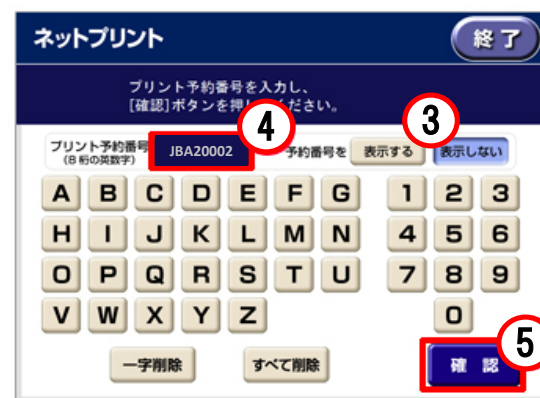 ネットプリント 終了
プリント予約番号を入力し、
[確認]ボタンを押し ください。
④ ③
プリント予約番号 JBA20002 予約番号を 表示する 表示しない
(8桁の英数字)
A B C D E F G 1 2 3
H I J K L M N 4 5 6
O P Q R S T U 7 8 9
V W X Y Z 0
⑤
一字削除 すべて削除 確認